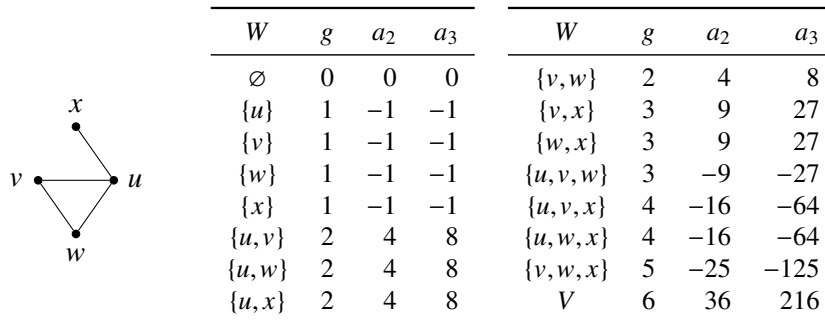 x
v
u
w
W g a₂ a₃
∅ 0 0 0
{u} 1 −1 −1
{v} 1 −1 −1
{w} 1 −1 −1
{x} 1 −1 −1
{u, v} 2 4 8
{u, w} 2 4 8
{u, x} 2 4 8
W g a₂ a₃
{v, w} 2 4 8
{v, x} 3 9 27
{w, x} 3 9 27
{u, v, w} 3 −9 −27
{u, v, x} 4 −16 −64
{u, w, x} 4 −16 −64
{v, w, x} 5 −25 −125
V 6 36 216